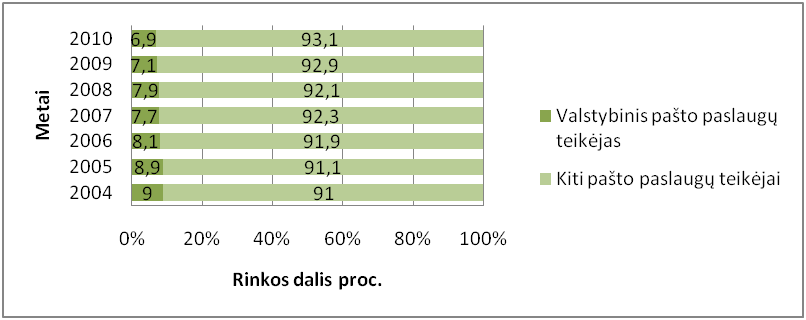 Metai
2010 6,9 93,1
2009 7,1 92,9
2008 7,9 92,1
2007 7,7 92,3
2006 8,1 91,9
2005 8,9 91,1
2004 9 91
0% 20% 40% 60% 80% 100%
Rinkos dalis proc.
Valstybinis pašto paslaugų
teikėjas
Kiti pašto paslaugų teikėjai